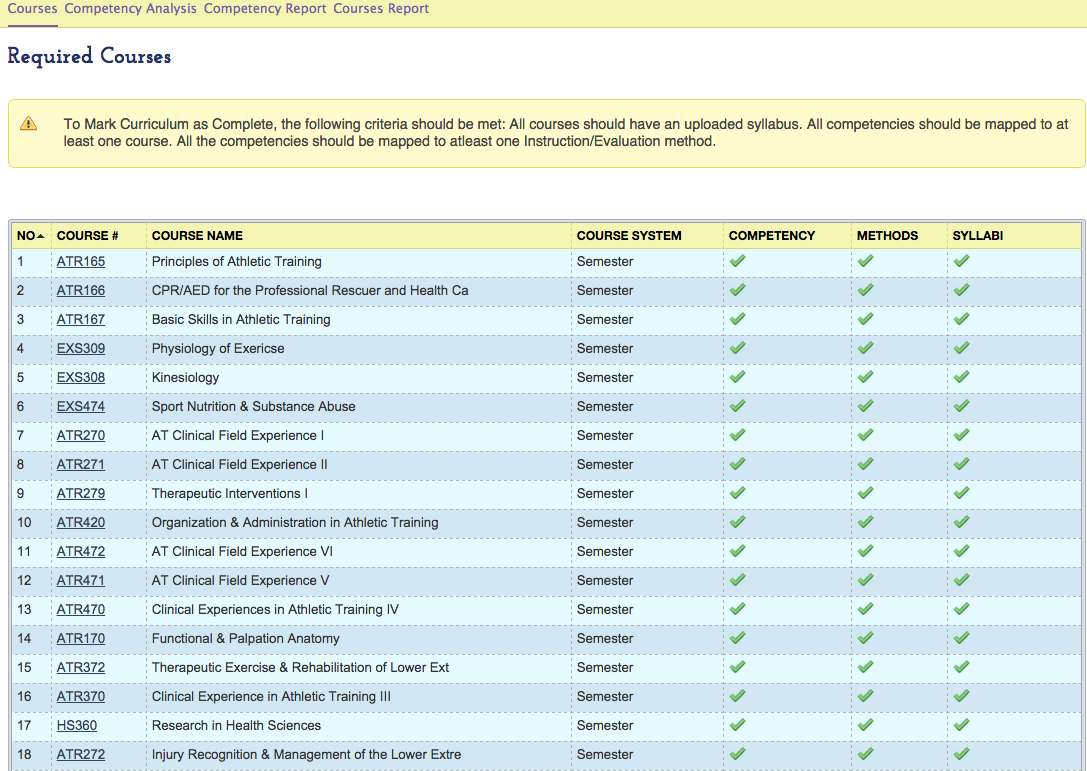 Courses Competency Analysis Competency Report Courses Report
Required Courses
To Mark Curriculum as Complete, the following criteria should be met: All courses should have an uploaded syllabus. All competencies should be mapped to at
least one course. All the competencies should be mapped to atleast one Instruction/Evaluation method.
NO COURSE # COURSE NAME COURSE SYSTEM COMPETENCY METHODS SYLLABI
1 ATR165 Principles of Athletic Training Semester
2 ATR166 CPR/AED for the Professional Rescuer and Health Ca Semester
3 ATR167 Basic Skills in Athletic Training Semester
4 EXS309 Physiology of Exericse Semester
5 EXS308 Kinesiology Semester
6 EXS474 Sport Nutrition & Substance Abuse Semester
7 ATR270 AT Clinical Field Experience I Semester
8 ATR271 AT Clinical Field Experience II Semester
9 ATR279 Therapeutic Interventions I Semester
10 ATR420 Organization & Administration in Athletic Training Semester
11 ATR472 AT Clinical Field Experience VI Semester
12 ATR471 AT Clinical Field Experience V Semester
13 ATR470 Clinical Experiences in Athletic Training IV Semester
14 ATR170 Functional & Palpation Anatomy Semester
15 ATR372 Therapeutic Exercise & Rehabilitation of Lower Ext Semester
16 ATR370 Clinical Experience in Athletic Training III Semester
17 HS360 Research in Health Sciences Semester
18 ATR272 Injury Recognition & Management of the Lower Extre Semester